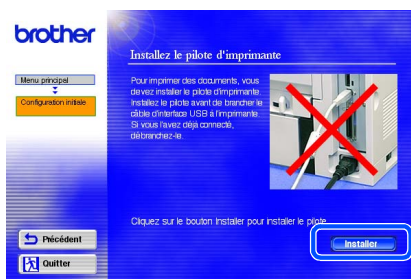 brother
Installez le pilote d'imprimante
Menu principal
Configuration initiale
Pour imprimer des documents, vous
devez installer le pilote d'imprimante.
Installez le pilote avant de brancher le
câble d'interface USB à l'imprimante.
Si vous l'avez déjà connecté,
débranchez-le.
Cliquez sur le bouton Installer pour installer le pilote.
Installer
Précédent
Quitter